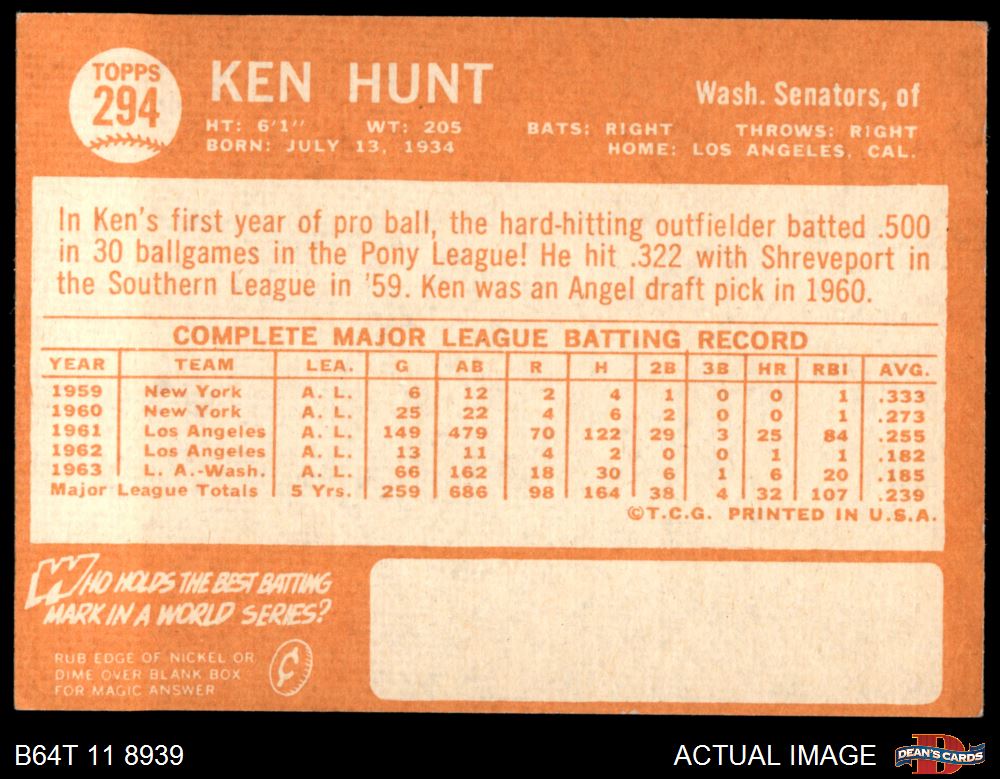 TOPPS
294
KEN HUNT
Wash. Senators, of
HT: 6'1" WT: 205 BATS: RIGHT THROWS: RIGHT
BORN: JULY 13, 1934 HOME: LOS ANGELES, CAL.
In Ken's first year of pro ball, the hard-hitting outfielder batted .500
in 30 ballgames in the Pony League! He hit .322 with Shreveport in
the Southern League in '59. Ken was an Angel draft pick in 1960.
COMPLETE MAJOR LEAGUE BATTING RECORD
YEAR TEAM LEA. G AB R H 2B 3B HR RBI AVG.
1959 New York A. L. 6 12 2 4 1 0 0 1 .333
1960 New York A. L. 25 22 4 6 2 0 0 1 .273
1961 Los Angeles A. L. 149 479 70 122 29 3 25 84 .255
1962 Los Angeles A. L. 13 11 4 2 0 0 1 1 .182
1963 L. A.-Wash. A. L. 66 162 18 30 6 1 6 20 .185
Major League Totals 5 Yrs. 259 686 98 164 38 4 32 107 .239
©T.C.G. PRINTED IN U.S.A.
WHO HOLDS THE BEST BATTING
MARK IN A WORLD SERIES?
RUB EDGE OF NICKEL OR
DIME OVER BLANK BOX
FOR MAGIC ANSWER
¢
B64T 11 8939 ACTUAL IMAGE
DEAN'S CARDS